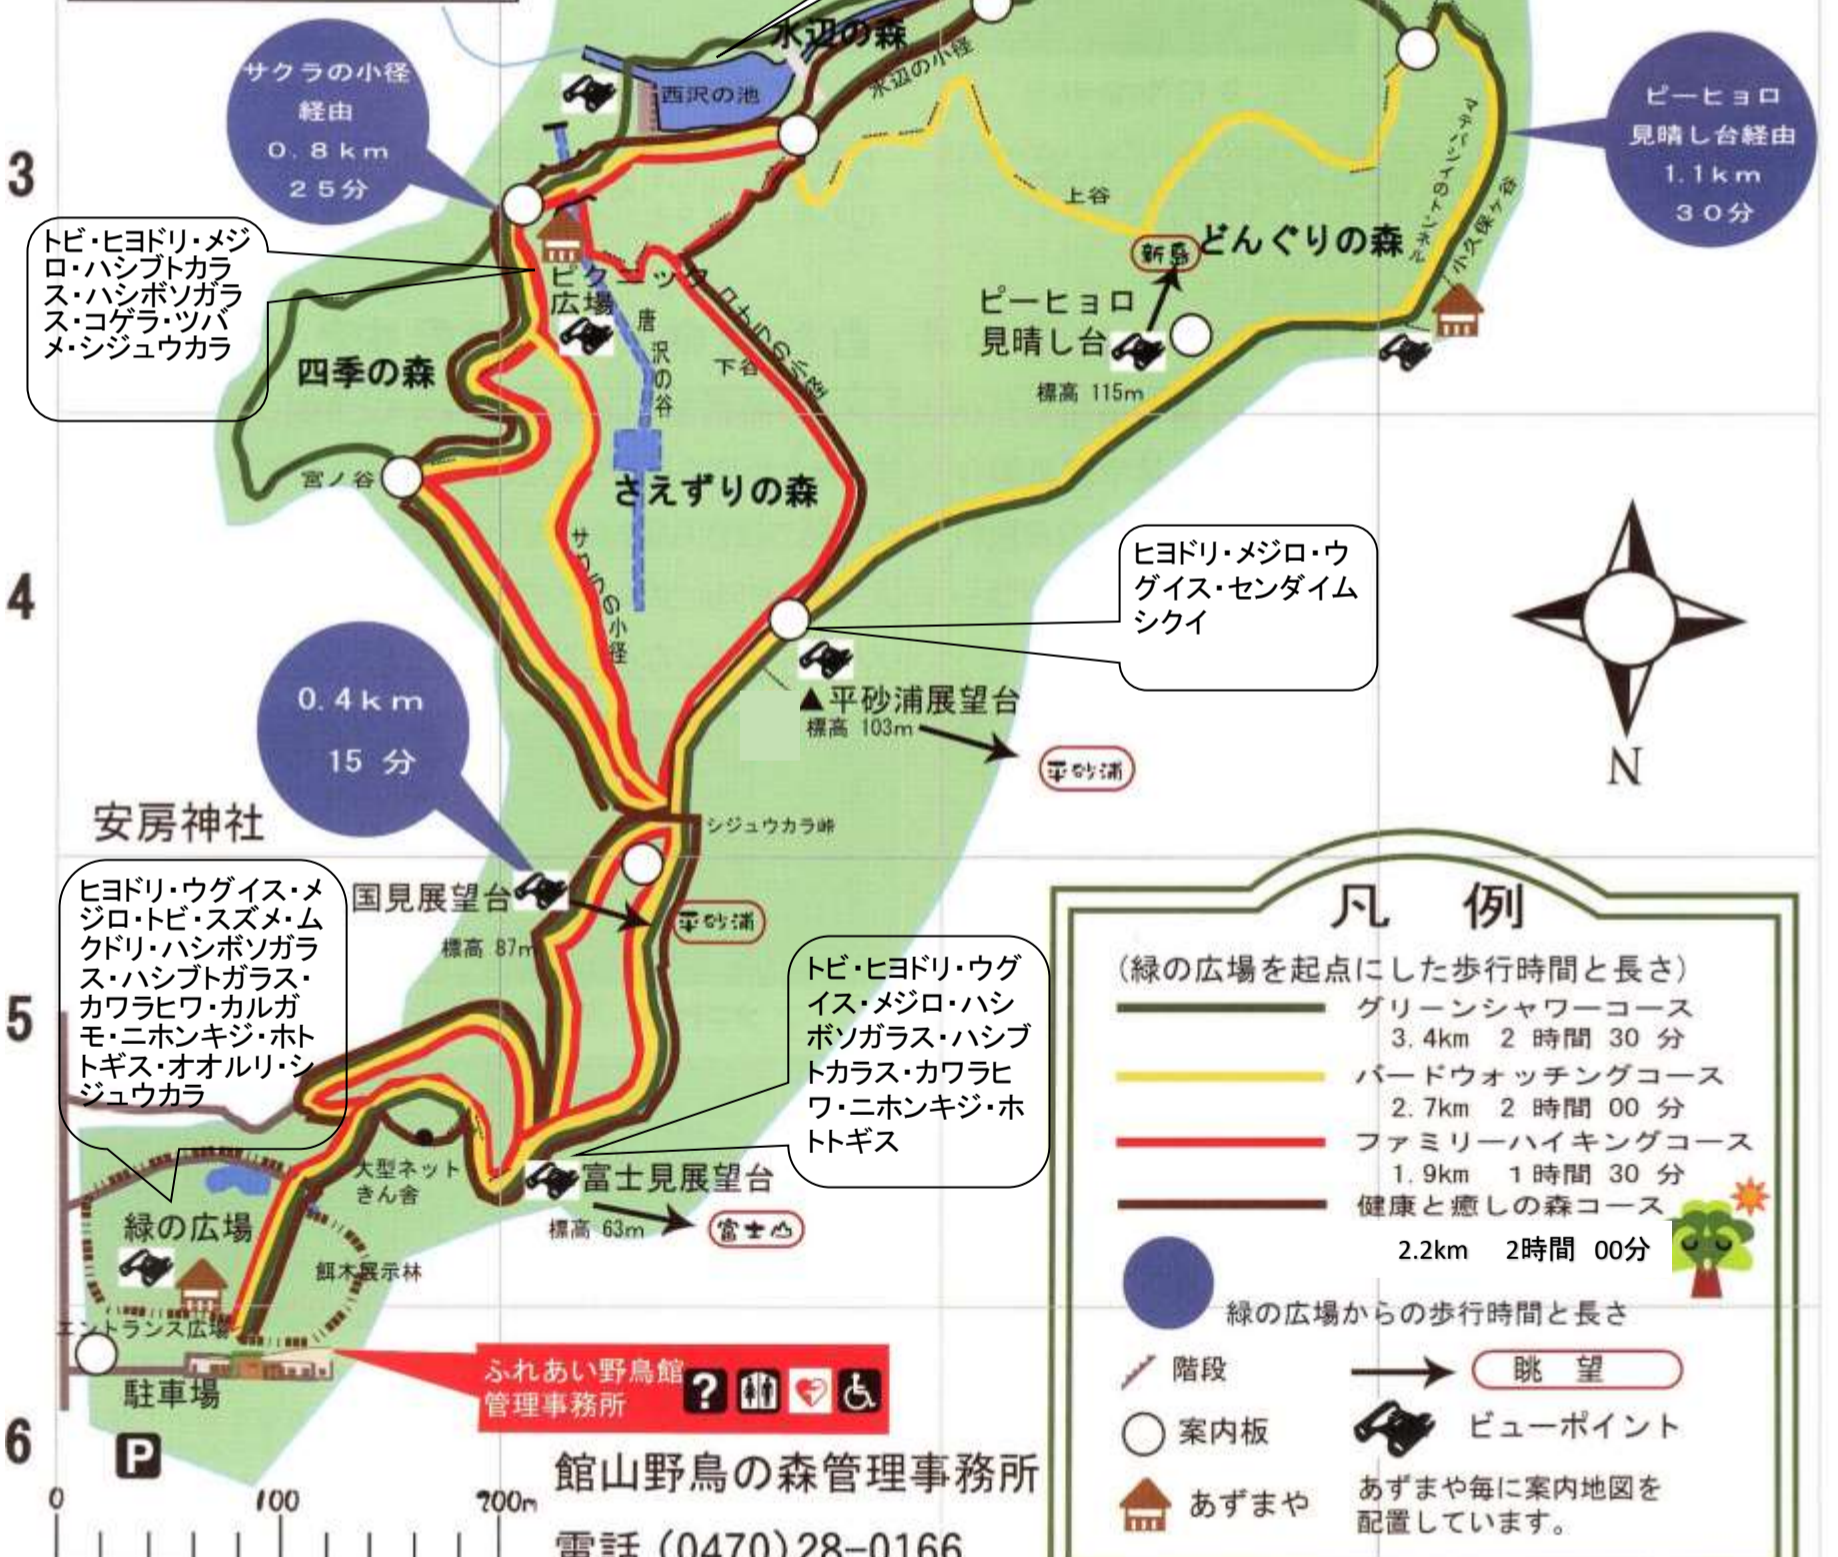 水辺の森
サクラの小径
経由
0.8km
25分
西沢の池
水辺の小径
ピーヒョロ
見晴し台経由
1.1km
30分
3
マテバシイのトンネル
小久保ヶ谷
上谷
新島
どんぐりの森
トビ・ヒヨドリ・メジ
ロ・ハシブトカラ
ス・ハシボソガラ
ス・コゲラ・ツバ
メ・シジュウカラ
ピクニック
広場
唐沢の谷
下谷
ピーヒョロ
見晴し台
標高 115m
四季の森
宮ノ谷
さえずりの森
サクラの小径
4
ヒヨドリ・メジロ・ウ
グイス・センダイム
シクイ
▲平砂浦展望台
標高 103m
平砂浦
N
0.4km
15 分
安房神社
シジュウカラ峠
国見展望台
標高 87m
平砂浦
ヒヨドリ・ウグイス・メ
ジロ・トビ・スズメ・ム
クドリ・ハシボソガラ
ス・ハシブトガラス・
カワラヒワ・カルガ
モ・ニホンキジ・ホト
トギス・オオルリ・シ
ジュウカラ
5
トビ・ヒヨドリ・ウグ
イス・メジロ・ハシ
ボソガラス・ハシブ
トカラス・カワラヒ
ワ・ニホンキジ・ホ
トトギス
大型ネット
きん舎
富士見展望台
標高 63m
富士山
緑の広場
餌木展示林
エントランス広場
駐車場
P
ふれあい野鳥館
管理事務所
?
6
館山野鳥の森管理事務所
電話 (0470)28-0166
0 100 200m
凡 例
(緑の広場を起点にした歩行時間と長さ)
グリーンシャワーコース
3.4km 2 時間 30 分
バードウォッチングコース
2.7km 2 時間 00 分
ファミリーハイキングコース
1.9km 1 時間 30 分
健康と癒しの森コース
2.2km 2時間 00分
緑の広場からの歩行時間と長さ
階段
眺 望
案内板
ビューポイント
あずまや
あずまや毎に案内地図を
配置しています。